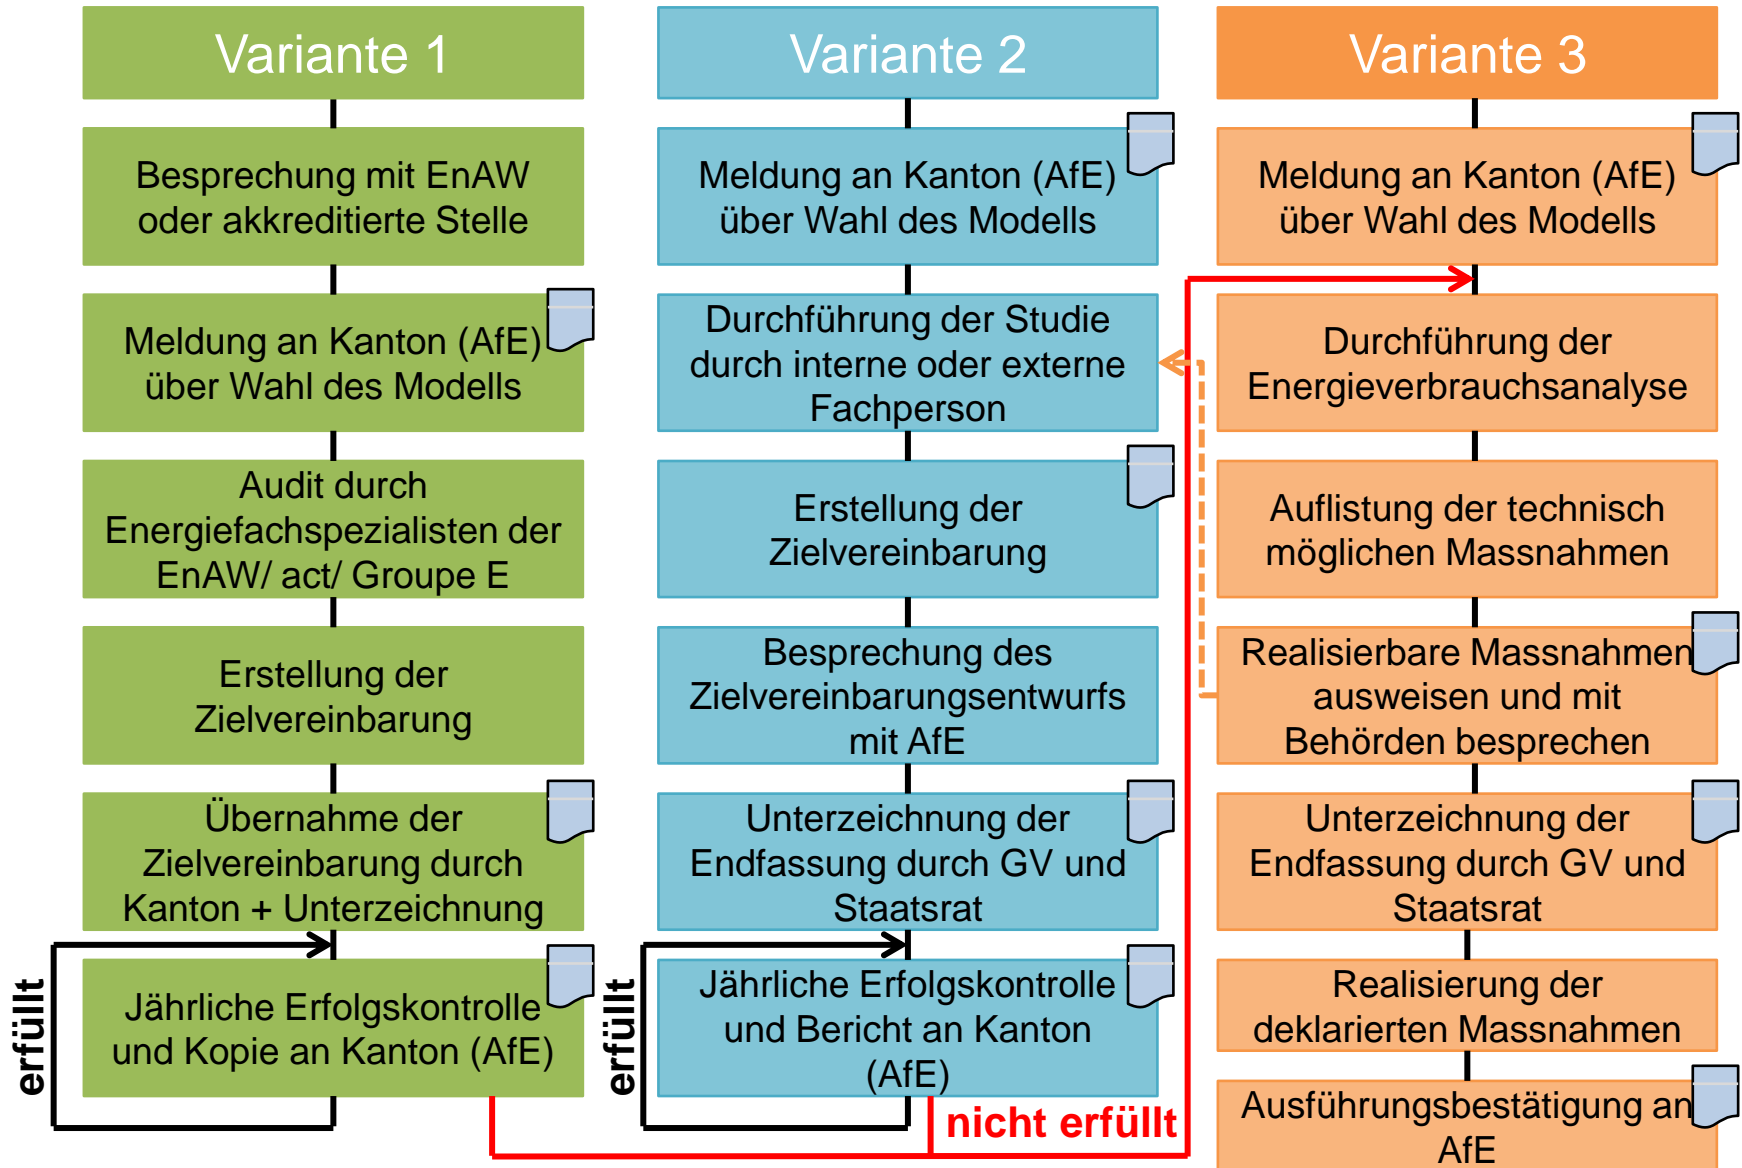 Variante 1
Besprechung mit EnAW
oder akkreditierte Stelle
Meldung an Kanton (AfE)
über Wahl des Modells
Audit durch
Energiefachspezialisten der
EnAW/ act/ Groupe E
Erstellung der
Zielvereinbarung
Übernahme der
Zielvereinbarung durch
Kanton + Unterzeichnung
erfüllt
Jährliche Erfolgskontrolle
und Kopie an Kanton (AfE)
Variante 2
Meldung an Kanton (AfE)
über Wahl des Modells
Durchführung der Studie
durch interne oder externe
Fachperson
Erstellung der
Zielvereinbarung
Besprechung des
Zielvereinbarungsentwurfs
mit AfE
Unterzeichnung der
Endfassung durch GV und
Staatsrat
erfüllt
Jährliche Erfolgskontrolle
und Bericht an Kanton
(AfE)
nicht erfüllt
Variante 3
Meldung an Kanton (AfE)
über Wahl des Modells
Durchführung der
Energieverbrauchsanalyse
Auflistung der technisch
möglichen Massnahmen
Realisierbare Massnahmen
ausweisen und mit
Behörden besprechen
Unterzeichnung der
Endfassung durch GV und
Staatsrat
Realisierung der
deklarierten Massnahmen
Ausführungsbestätigung an
AfE